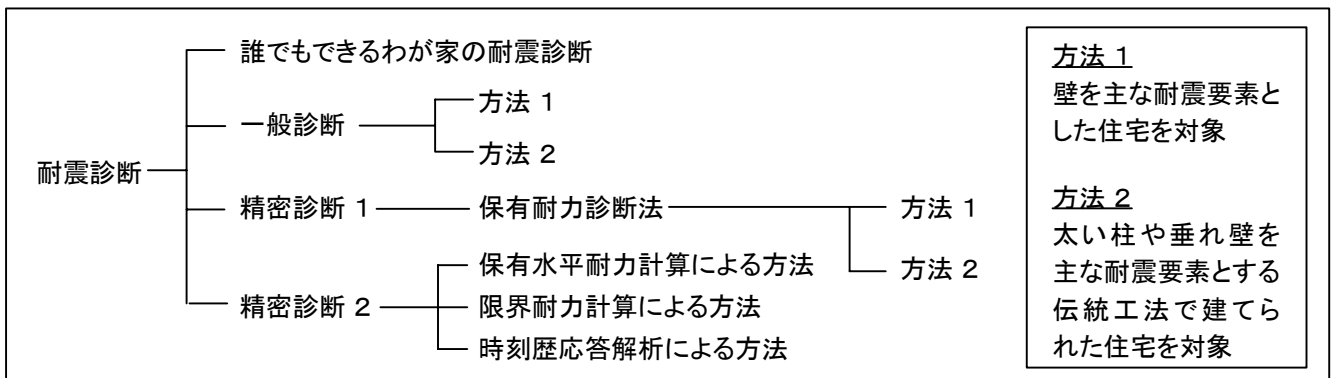 耐震診断
誰でもできるわが家の耐震診断
一般診断
方法 1
方法 2
精密診断 1
保有耐力診断法
方法 1
方法 2
精密診断 2
保有水平耐力計算による方法
限界耐力計算による方法
時刻歴応答解析による方法
方法 1
壁を主な耐震要素と
した住宅を対象
方法 2
太い柱や垂れ壁を
主な耐震要素とする
伝統工法で建てら
れた住宅を対象